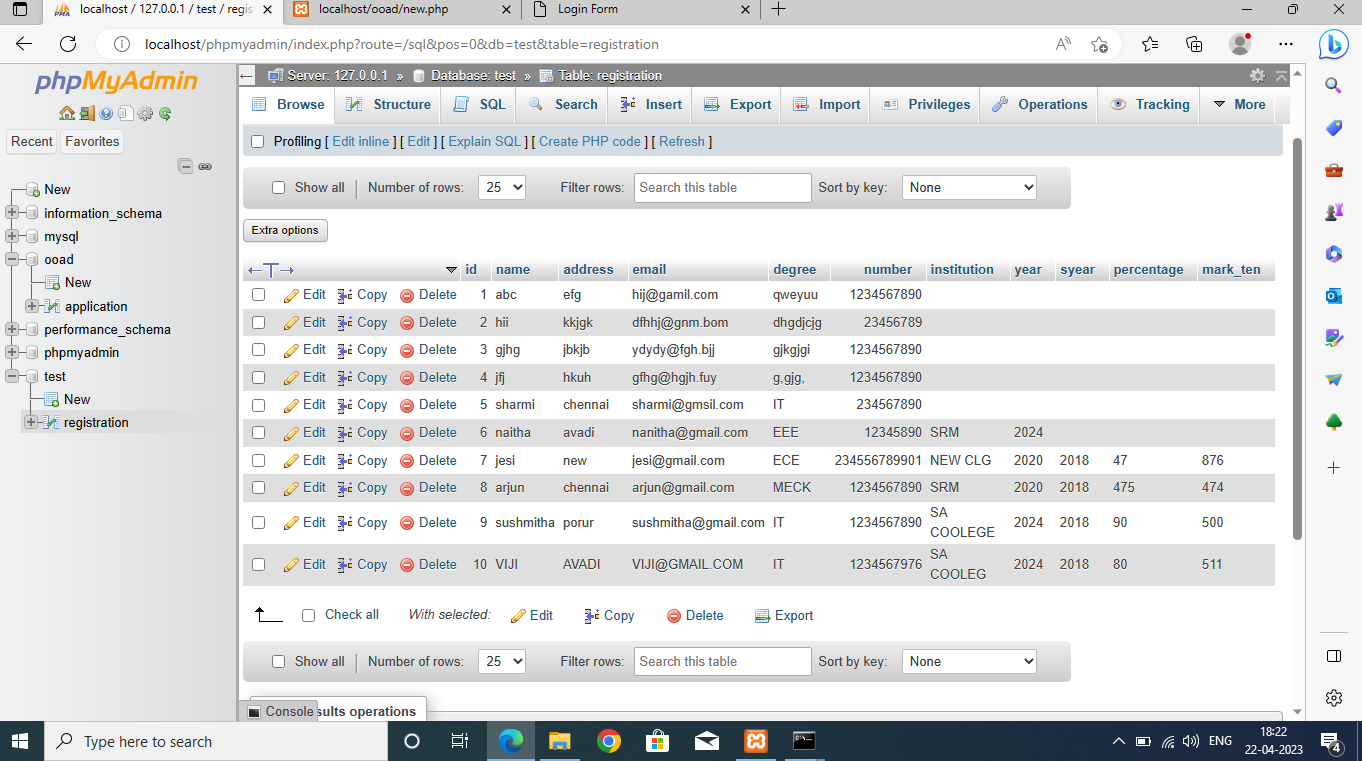 localhost / 127.0.0.1 / test / regis
localhost/ooad/new.php
Login Form
localhost/phpmyadmin/index.php?route=/sql&pos=0&db=test&table=registration
phpMyAdmin
Recent Favorites
New
information_schema
mysql
ooad
New
application
performance_schema
phpmyadmin
test
New
registration
Server: 127.0.0.1 » Database: test » Table: registration
Browse Structure SQL Search Insert Export Import Privileges Operations Tracking More
Profiling [ Edit inline ] [ Edit ] [ Explain SQL ] [ Create PHP code ] [ Refresh ]
Show all Number of rows: 25 Filter rows: Search this table Sort by key: None
Extra options
id name address email degree number institution year syear percentage mark_ten
Edit Copy Delete 1 abc efg hij@gamil.com qweyuu 1234567890
Edit Copy Delete 2 hii kkjgk dfhhj@gnm.bom dhgdjcjg 23456789
Edit Copy Delete 3 gjhg jbkjb ydydy@fgh.bjj gjkgjgi 1234567890
Edit Copy Delete 4 jfj hkuh gfhg@hgjh.fuy g,gjg, 1234567890
Edit Copy Delete 5 sharmi chennai sharmi@gmsil.com IT 234567890
Edit Copy Delete 6 naitha avadi nanitha@gmail.com EEE 12345890 SRM 2024
Edit Copy Delete 7 jesi new jesi@gmail.com ECE 234556789901 NEW CLG 2020 2018 47 876
Edit Copy Delete 8 arjun chennai arjun@gmail.com MECK 1234567890 SRM 2020 2018 475 474
Edit Copy Delete 9 sushmitha porur sushmitha@gmail.com IT 1234567890 SA COOLEGE 2024 2018 90 500
Edit Copy Delete 10 VIJI AVADI VIJI@GMAIL.COM IT 1234567976 SA COOLEG 2024 2018 80 511
Check all With selected: Edit Copy Delete Export
Show all Number of rows: 25 Filter rows: Search this table Sort by key: None
Console sults operations
Type here to search
ENG
18:22
22-04-2023
4